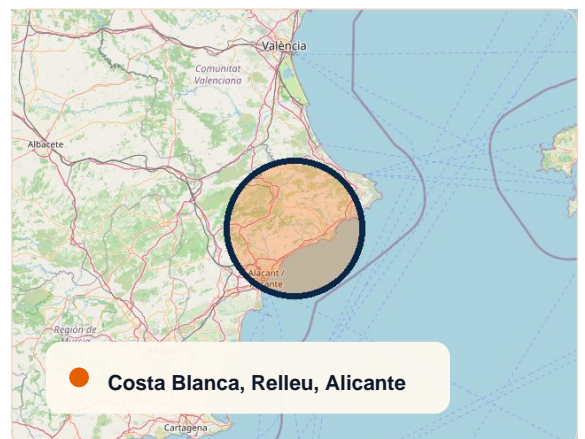 València
Comunitat
Valenciana
Albacete
Alacant /
Alicante
Región de
Murcia
Costa Blanca, Relleu, Alicante
Cartagena